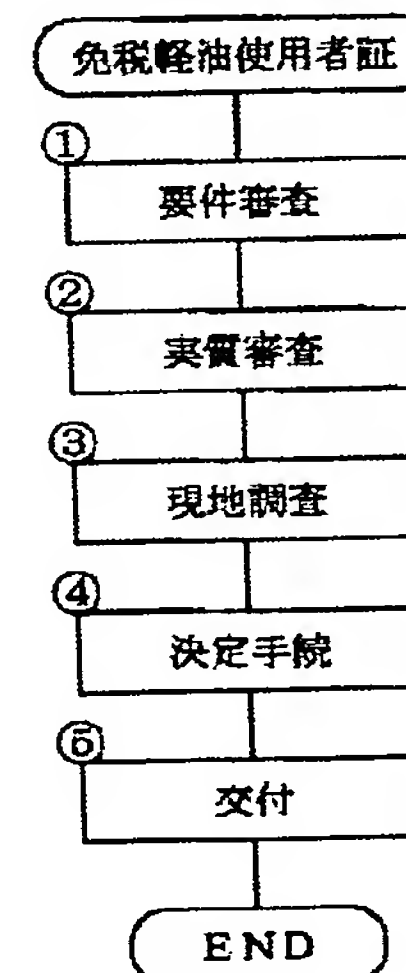 免税軽油使用者証
①
要件審査
②
実質審査
③
現地調査
④
決定手続
⑤
交付
END